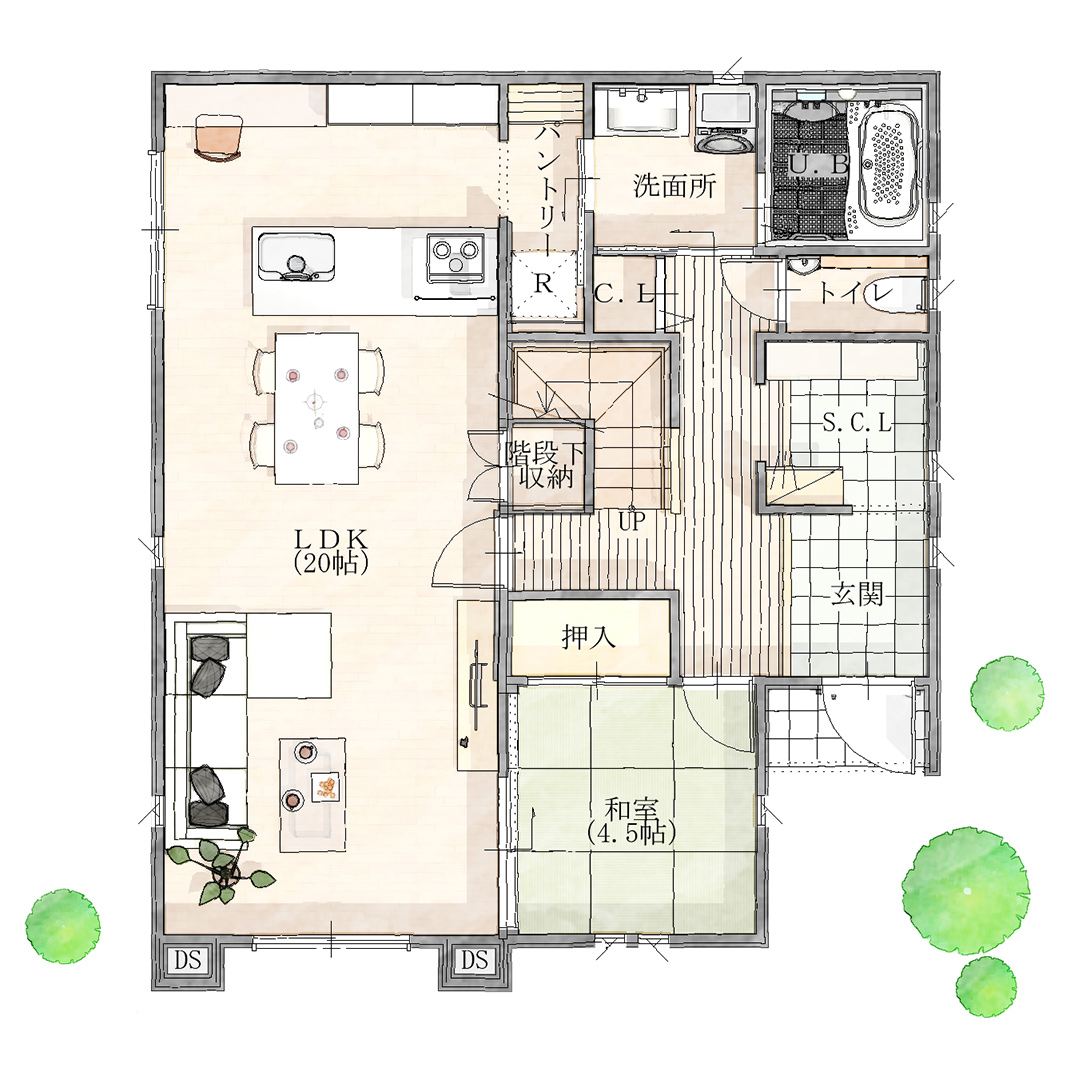 パントリー
洗面所
U.B
R
C.L
トイレ
S.C.L
階段下
収納
UP
LDK
(20帖)
玄関
押入
和室
(4.5帖)
DS
DS